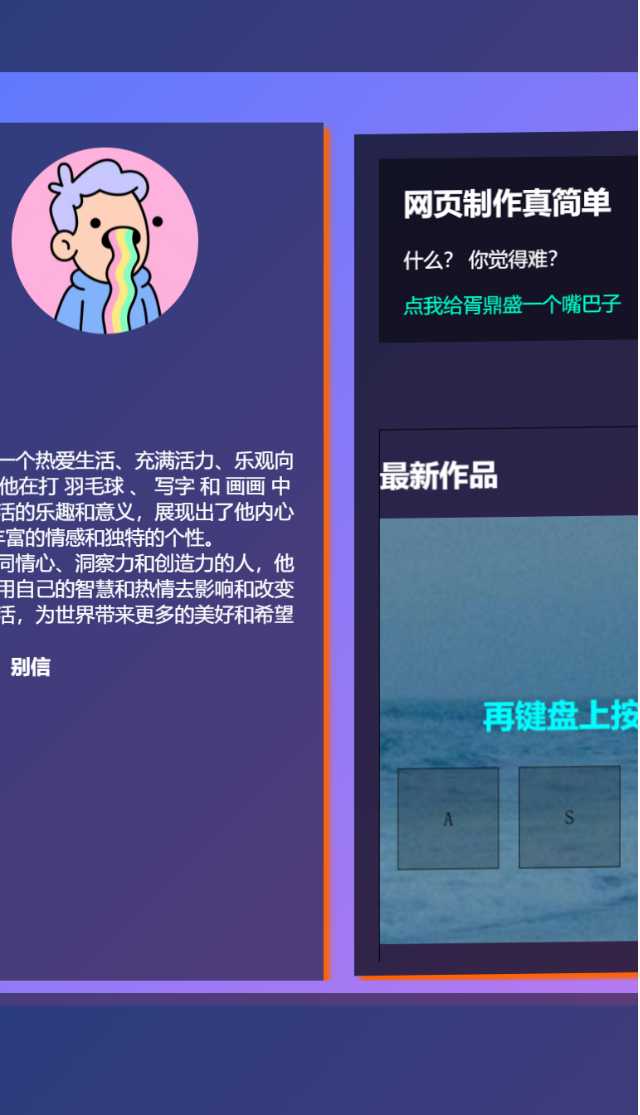 一个热爱生活、充满活力、乐观向
他在打 羽毛球 、 写字 和 画画 中
活的乐趣和意义，展现出了他内心
丰富的情感和独特的个性。
同情心、洞察力和创造力的人，他
用自己的智慧和热情去影响和改变
活，为世界带来更多的美好和希望
别信
网页制作真简单
什么？ 你觉得难？
点我给胥鼎盛一个嘴巴子
最新作品
再键盘上按
A
S